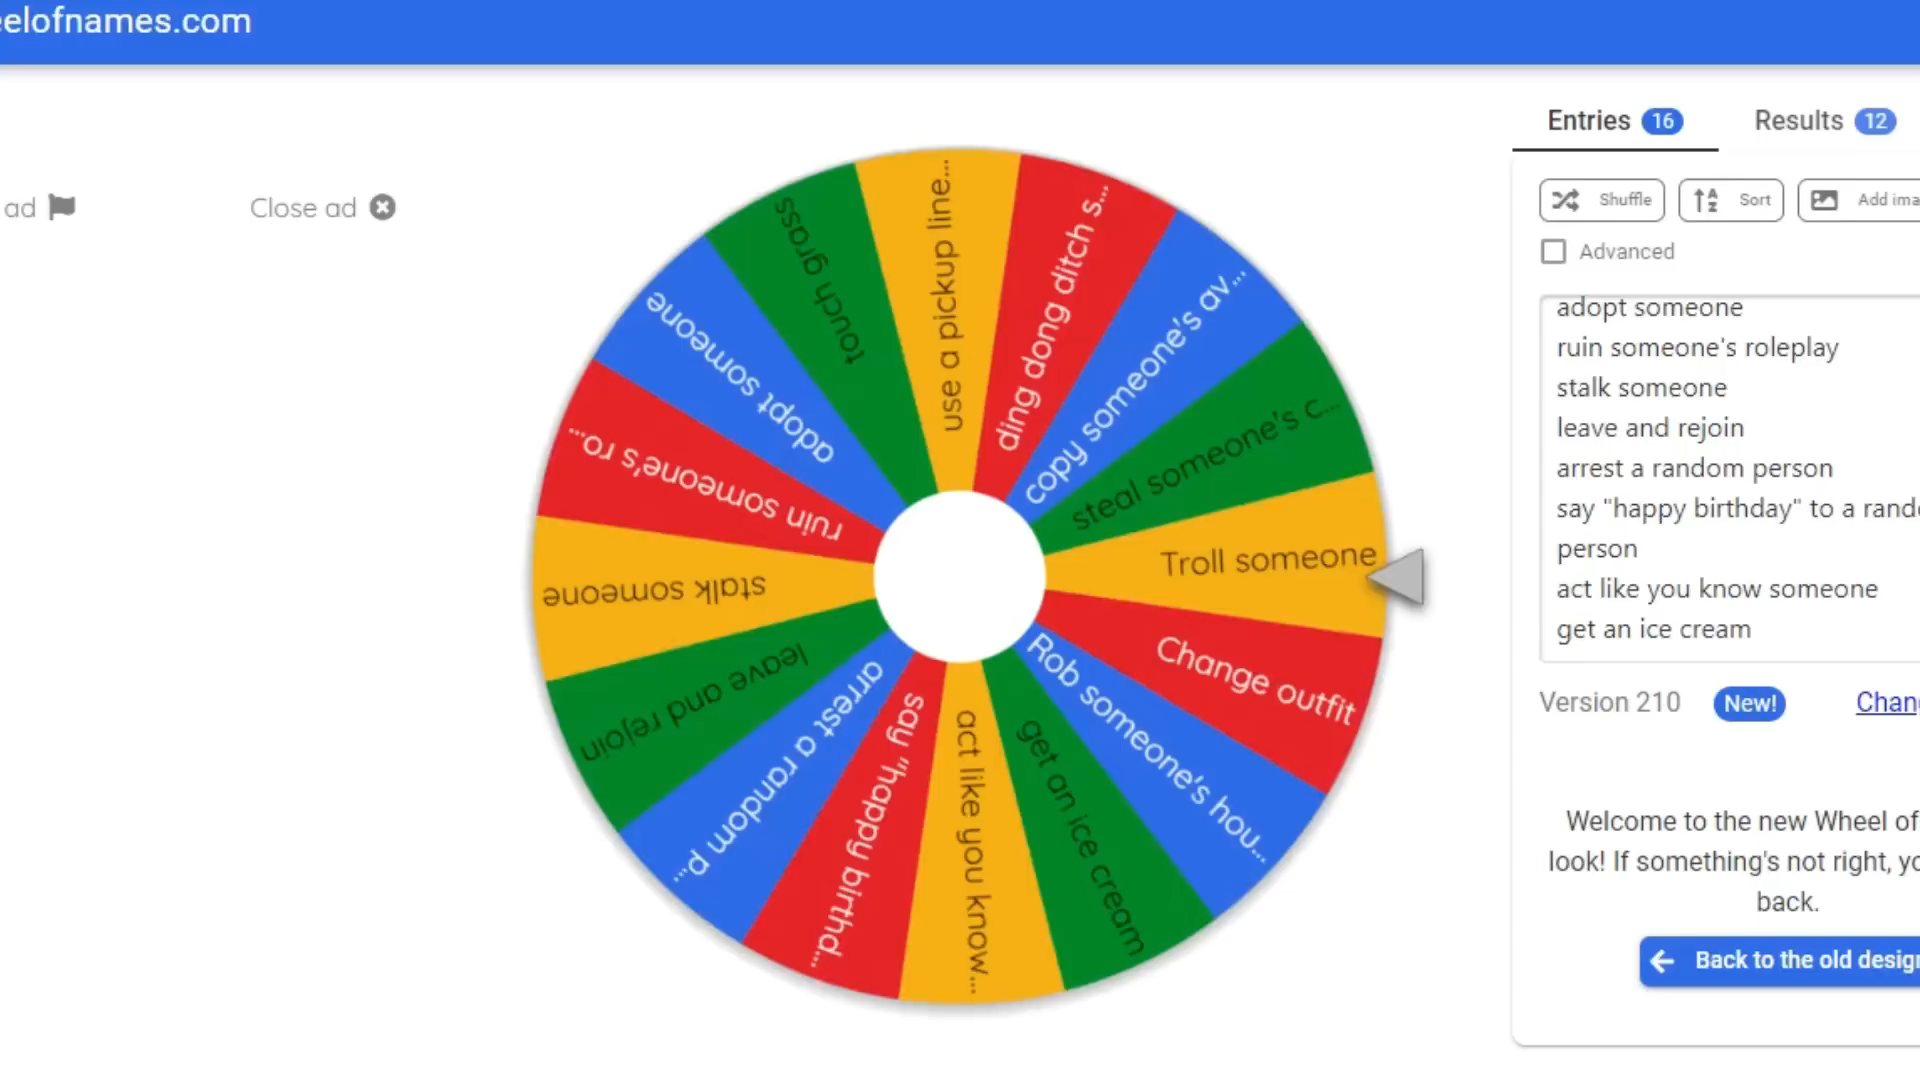 eelofnames.com
ad
Close ad
Entries 16
Results 12
Shuffle
Sort
Add ima
Advanced
adopt someone
ruin someone's roleplay
stalk someone
leave and rejoin
arrest a random person
say "happy birthday" to a rand
person
act like you know someone
get an ice cream
Version 210
New!
Chan
Welcome to the new Wheel of
look! If something's not right, yo
back.
Back to the old design
use a pickup line...
ding dong ditch s...
copy someone's av...
steal someone's c...
Troll someone
Change outfit
Rob someone's hou...
get an ice cream
act like you know...
say "happy birthd...
arrest a random p...
leave and rejoin
stalk someone
ruin someone's ro...
adopt someone
touch grass